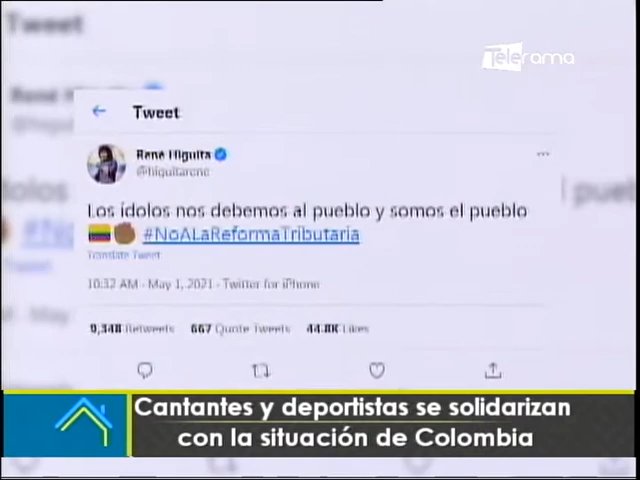 Tweet
Telerama
Tweet
René Higuita
@higuitarene
Los ídolos nos debemos al pueblo y somos el pueblo
#NoALaReformaTributaria
Translate Tweet
10:32 AM - May 1, 2021 - Twitter for iPhone
9,348 Retweets 667 Quote Tweets 44.8K Likes
Cantantes y deportistas se solidarizan
con la situación de Colombia